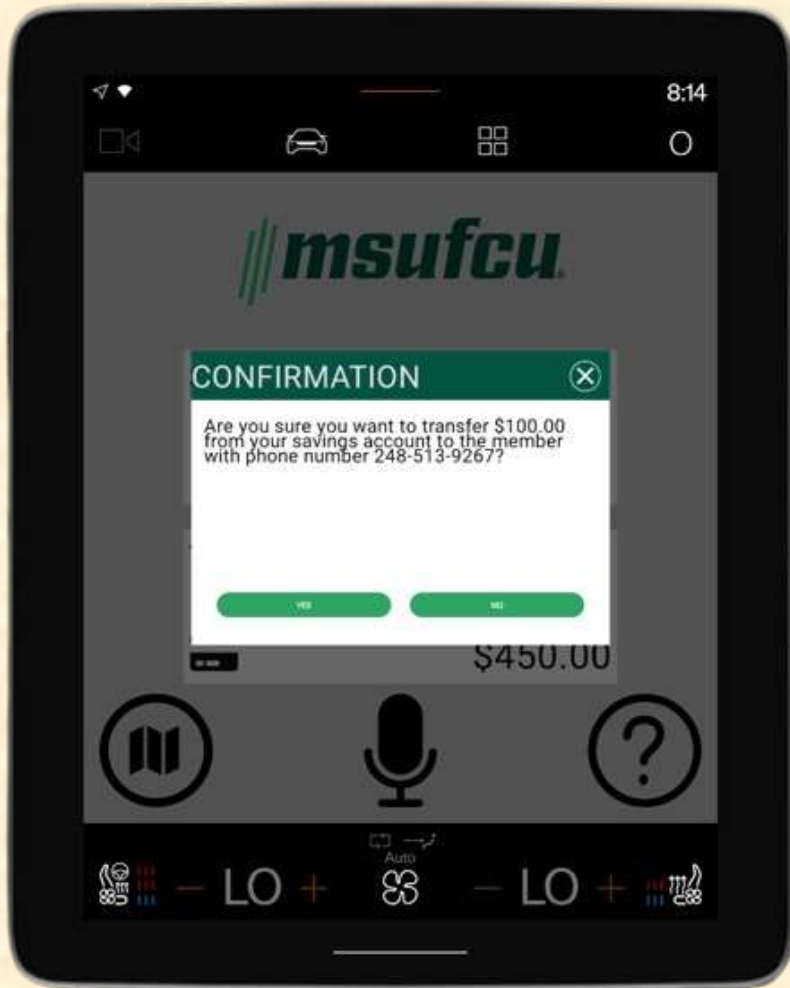 8:14
msufcu
CONFIRMATION
Are you sure you want to transfer $100.00
from your savings account to the member
with phone number 248-513-9267?
YES
NO
$450.00
Auto
LO
LO